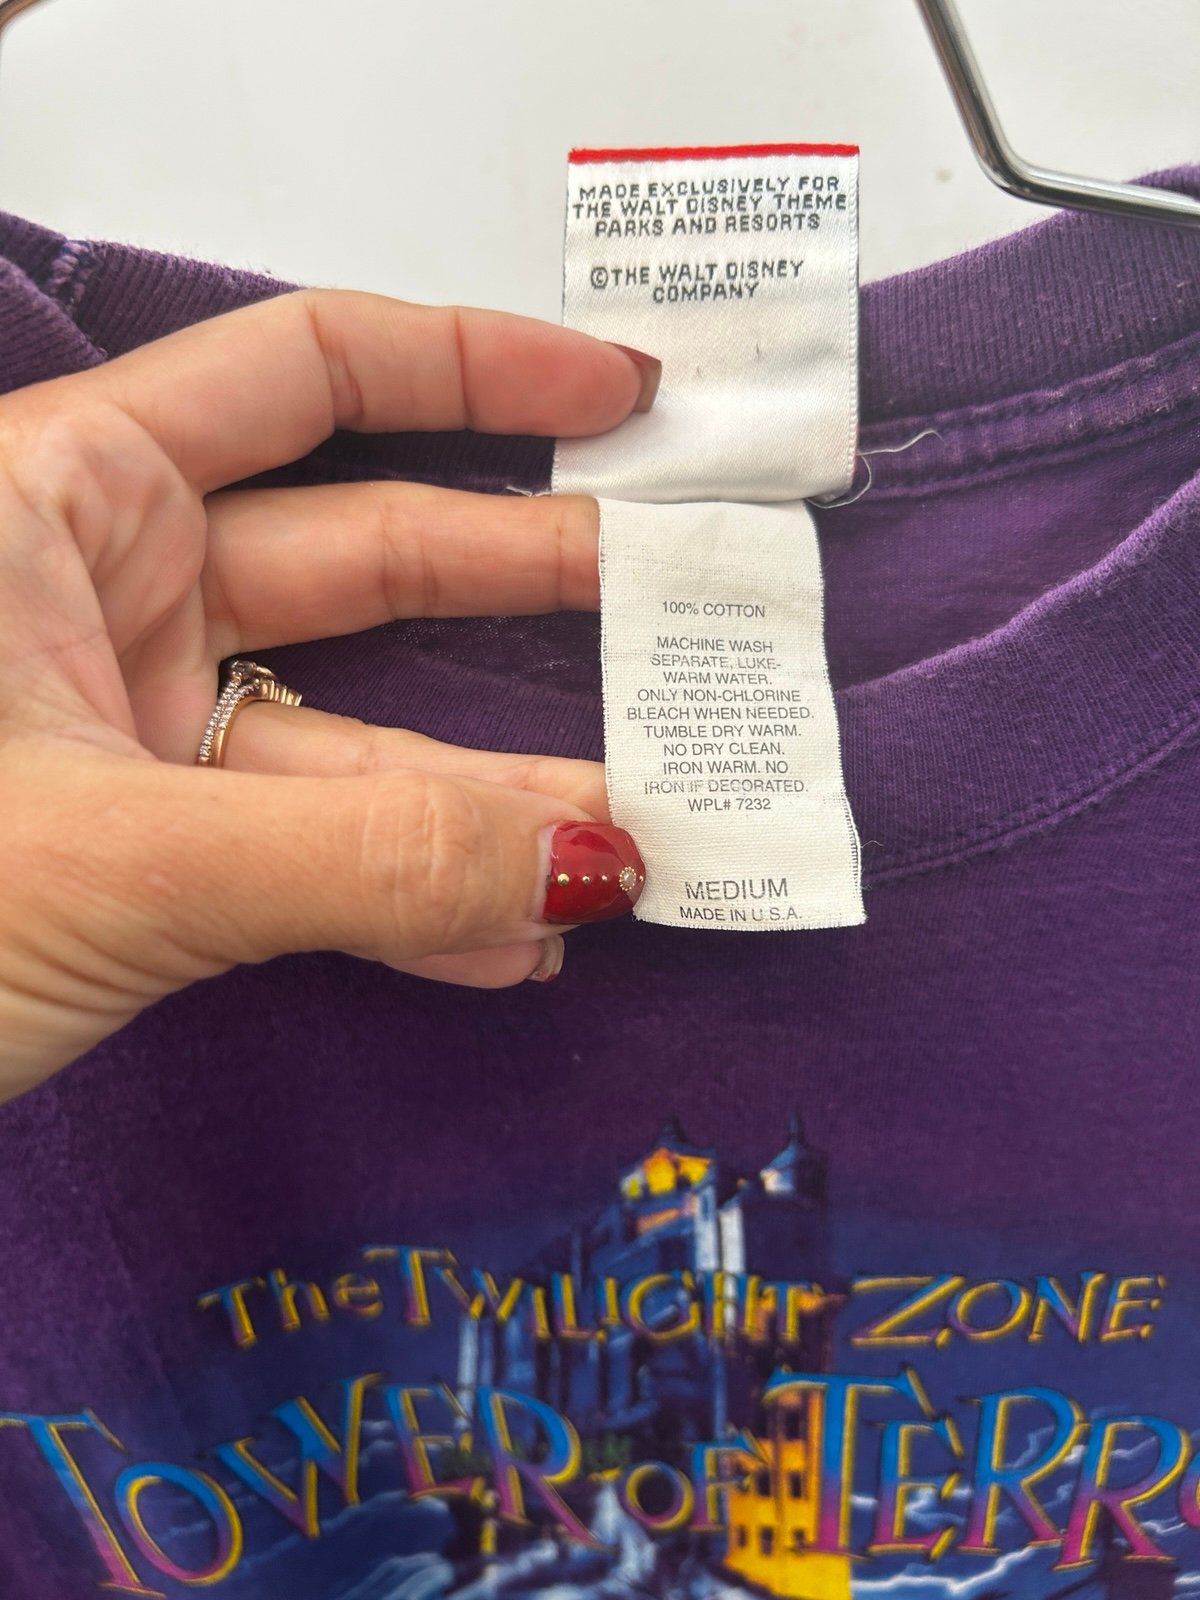 MADE EXCLUSIVELY FOR
THE WALT DISNEY THEME
PARKS AND RESORTS
©THE WALT DISNEY
COMPANY
100% COTTON
MACHINE WASH
SEPARATE, LUKE-
WARM WATER.
ONLY NON-CHLORINE
BLEACH WHEN NEEDED.
TUMBLE DRY WARM.
NO DRY CLEAN.
IRON WARM. NO
IRON IF DECORATED.
WPL# 7232
MEDIUM
MADE IN U.S.A.
The TWILIGHT ZONE
TOWER OF TERRO